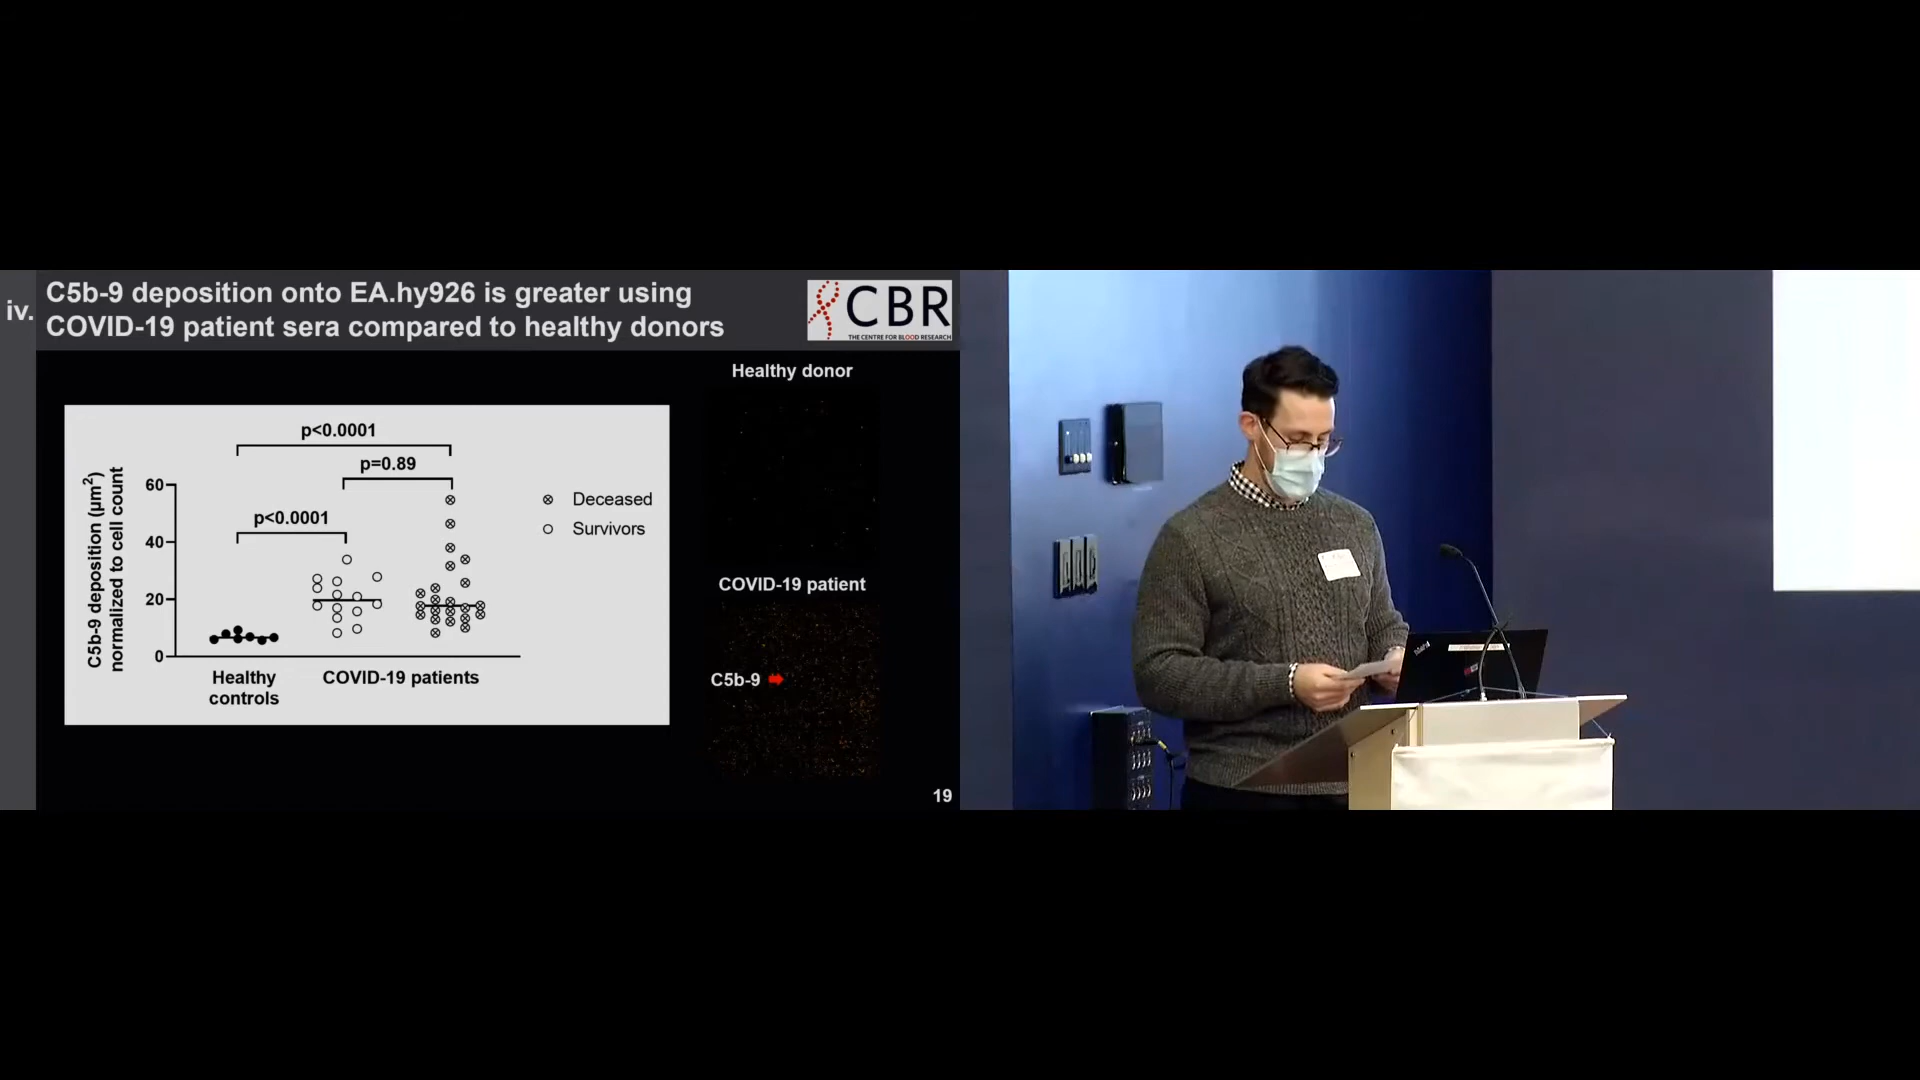 iv.
C5b-9 deposition onto EA.hy926 is greater using
COVID-19 patient sera compared to healthy donors
CBR
THE CENTRE FOR BLOOD RESEARCH
C5b-9 deposition (µm2)
normalized to cell count
60
40
20
0
p<0.0001
p=0.89
p<0.0001
Deceased
Survivors
Healthy
controls
COVID-19 patients
Healthy donor
COVID-19 patient
C5b-9
19